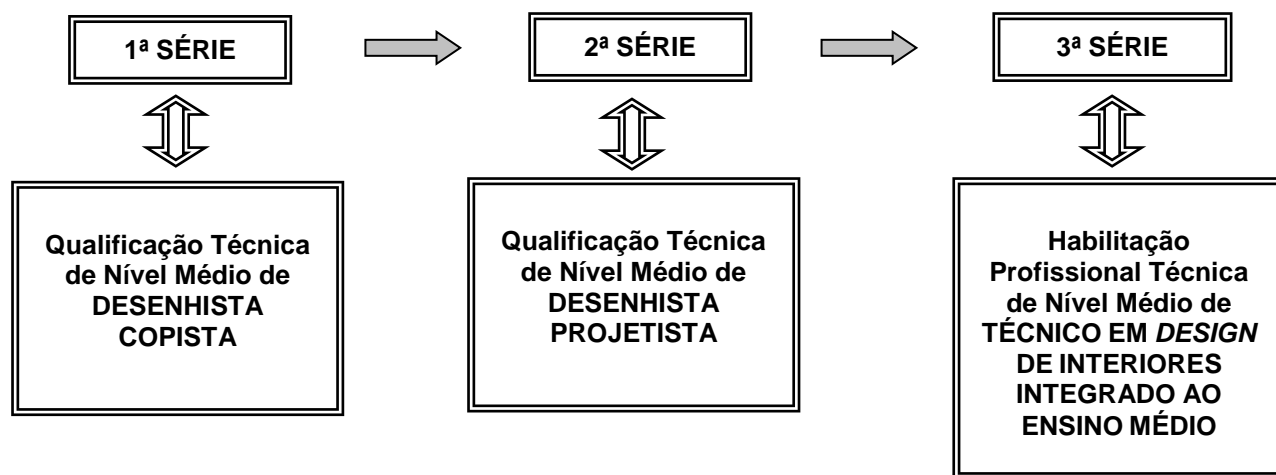 1ª SÉRIE
2ª SÉRIE
3ª SÉRIE
Qualificação Técnica
de Nível Médio de
DESENHISTA
COPISTA
Qualificação Técnica
de Nível Médio de
DESENHISTA
PROJETISTA
Habilitação
Profissional Técnica
de Nível Médio de
TÉCNICO EM DESIGN
DE INTERIORES
INTEGRADO AO
ENSINO MÉDIO